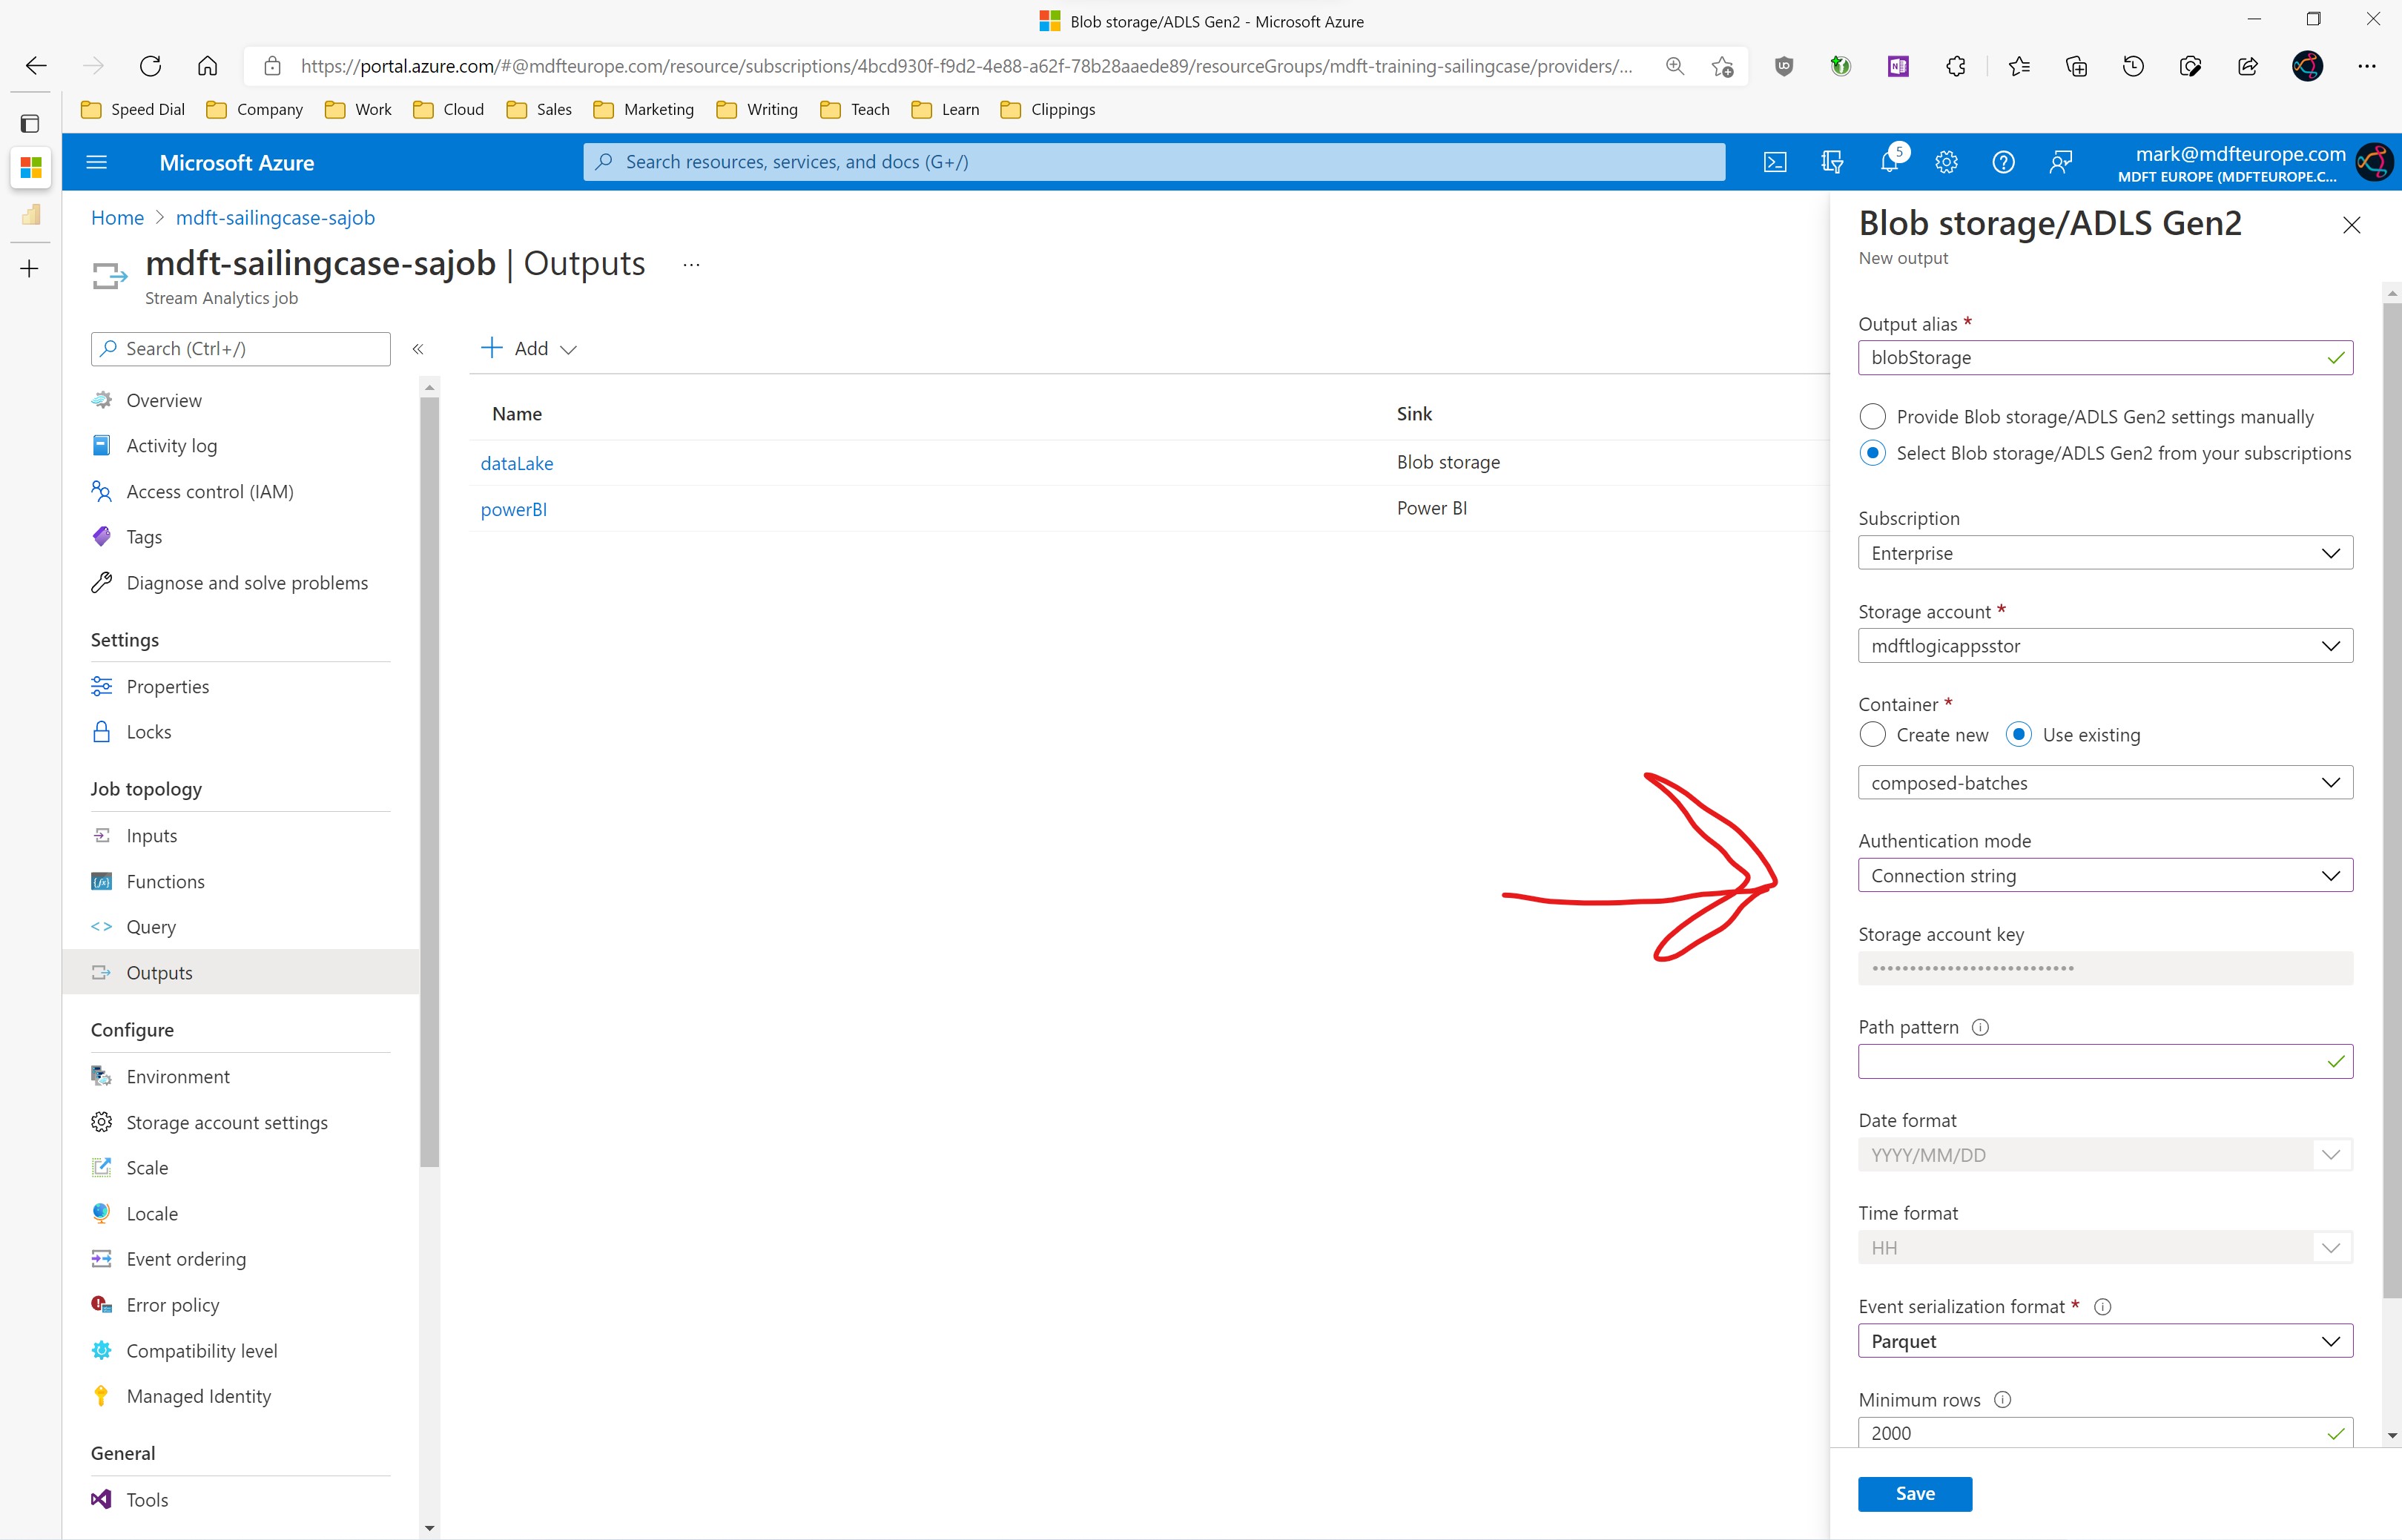 Blob storage/ADLS Gen2 - Microsoft Azure
https://portal.azure.com/#@mdfteurope.com/resource/subscriptions/4bcd930f-f9d2-4e88-a62f-78b28aaede89/resourceGroups/mdft-training-sailingcase/providers/...
Speed Dial Company Work Cloud Sales Marketing Writing Teach Learn Clippings
Microsoft Azure
Search resources, services, and docs (G+/)
5
mark@mdfteurope.com
MDFT EUROPE (MDFTEUROPE.C...
Home > mdft-sailingcase-sajob
mdft-sailingcase-sajob | Outputs ...
Stream Analytics job
Search (Ctrl+/)
«
Overview
Activity log
Access control (IAM)
Tags
Diagnose and solve problems
Settings
Properties
Locks
Job topology
Inputs
Functions
Query
Outputs
Configure
Environment
Storage account settings
Scale
Locale
Event ordering
Error policy
Compatibility level
Managed Identity
General
Tools
+ Add
Name Sink
dataLake Blob storage
powerBI Power BI
Blob storage/ADLS Gen2
New output
Output alias *
blobStorage
Provide Blob storage/ADLS Gen2 settings manually
Select Blob storage/ADLS Gen2 from your subscriptions
Subscription
Enterprise
Storage account *
mdftlogicappsstor
Container *
Create new Use existing
composed-batches
Authentication mode
Connection string
Storage account key
•••••••••••••••••••••••••••
Path pattern
Date format
YYYY/MM/DD
Time format
HH
Event serialization format *
Parquet
Minimum rows
2000
Save